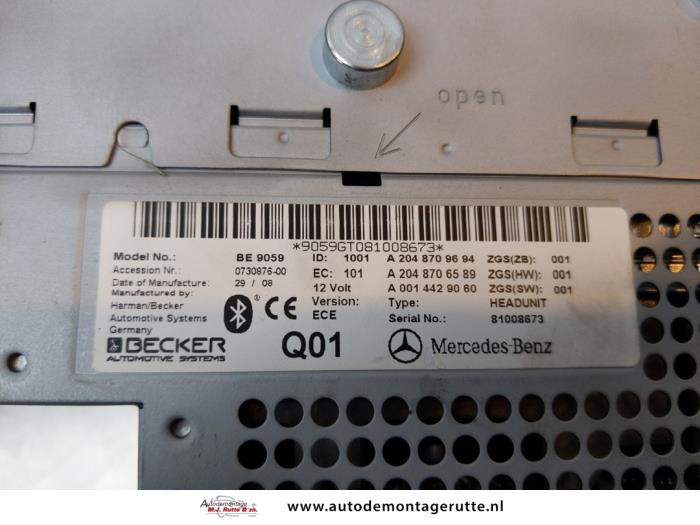 open
*9059GT081008673*
Model No.: BE 9059 ID: 1001 A 204 870 96 94 ZGS(ZB): 001
Accession Nr.: 0730876-00 EC: 101 A 204 870 65 89 ZGS(HW): 001
Date of Manufacture: 29 / 08 12 Volt A 001 442 90 60 ZGS(SW): 001
Manufactured by: Version: Type: HEADUNIT
Harman/Becker ECE Serial No.: 81008673
Automotive Systems
Germany
BECKER Q01 Mercedes-Benz
AUTOMOTIVE SYSTEMS
Autodemontage
M.J. Rutte & zn. www.autodemontagerutte.nl